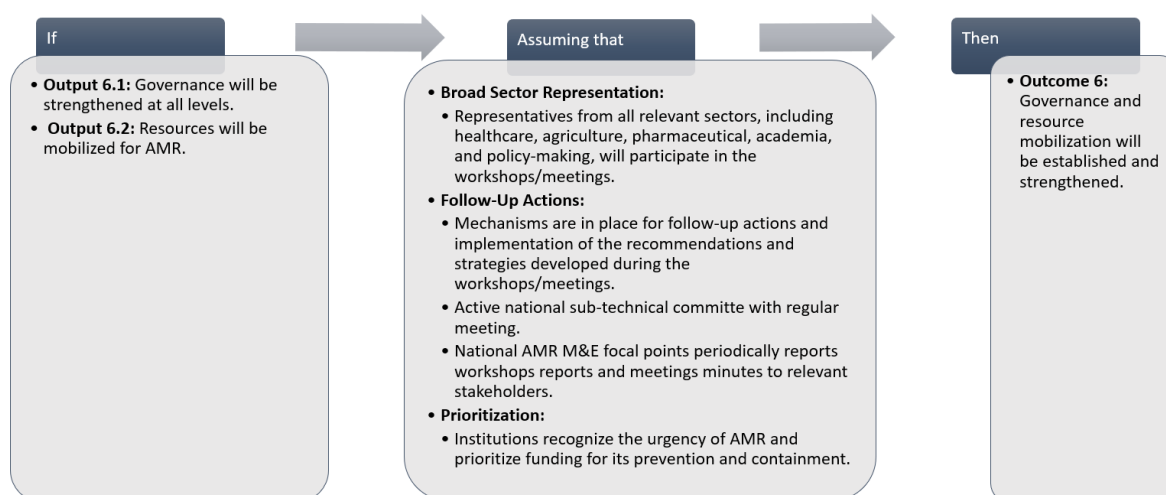 If
• Output 6.1: Governance will be
strengthened at all levels.
• Output 6.2: Resources will be
mobilized for AMR.
Assuming that
• Broad Sector Representation:
• Representatives from all relevant sectors, including
healthcare, agriculture, pharmaceutical, academia,
and policy-making, will participate in the
workshops/meetings.
• Follow-Up Actions:
• Mechanisms are in place for follow-up actions and
implementation of the recommendations and
strategies developed during the
workshops/meetings.
• Active national sub-technical committe with regular
meeting.
• National AMR M&E focal points periodically reports
workshops reports and meetings minutes to relevant
stakeholders.
• Prioritization:
• Institutions recognize the urgency of AMR and
prioritize funding for its prevention and containment.
Then
• Outcome 6:
Governance and
resource
mobilization will
be established and
strengthened.